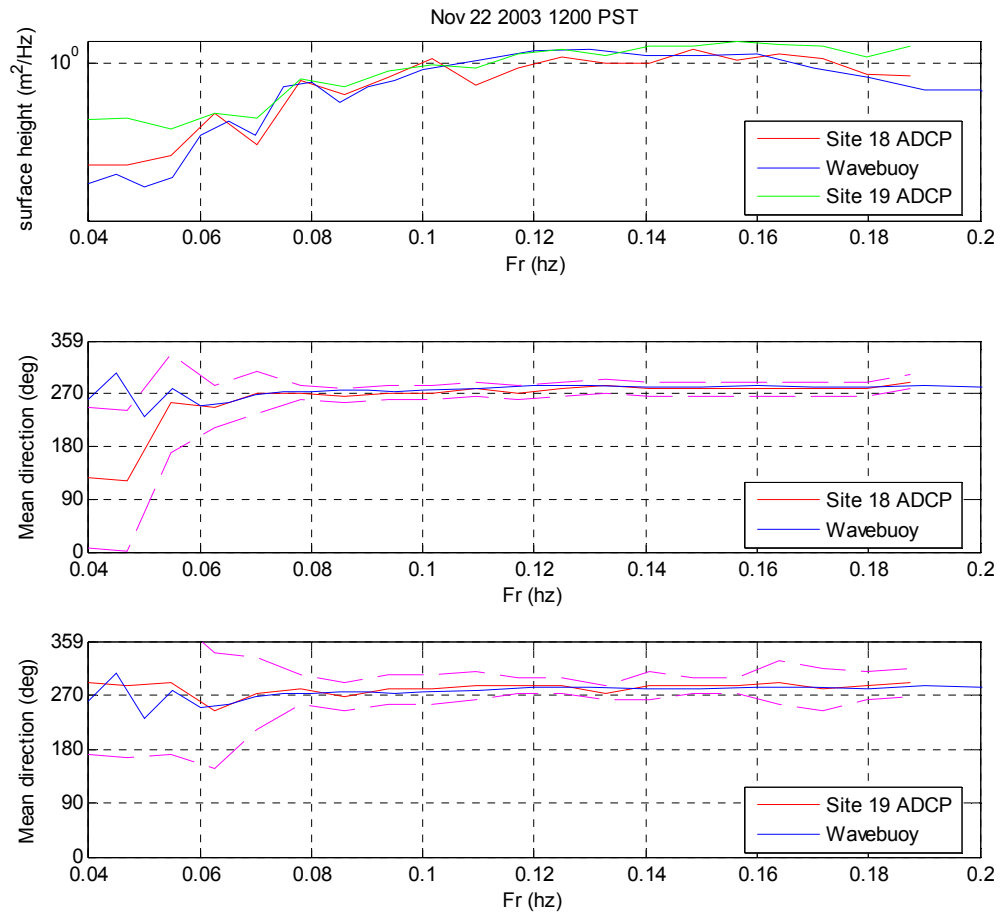 Nov 22 2003 1200 PST
surface height (m²/Hz)
10⁰
Site 18 ADCP
Wavebuoy
Site 19 ADCP
0.04 0.06 0.08 0.1 0.12 0.14 0.16 0.18 0.2
Fr (hz)
Mean direction (deg)
359
270
180
90
0
Site 18 ADCP
Wavebuoy
0.04 0.06 0.08 0.1 0.12 0.14 0.16 0.18 0.2
Fr (hz)
Mean direction (deg)
359
270
180
90
0
Site 19 ADCP
Wavebuoy
0.04 0.06 0.08 0.1 0.12 0.14 0.16 0.18 0.2
Fr (hz)